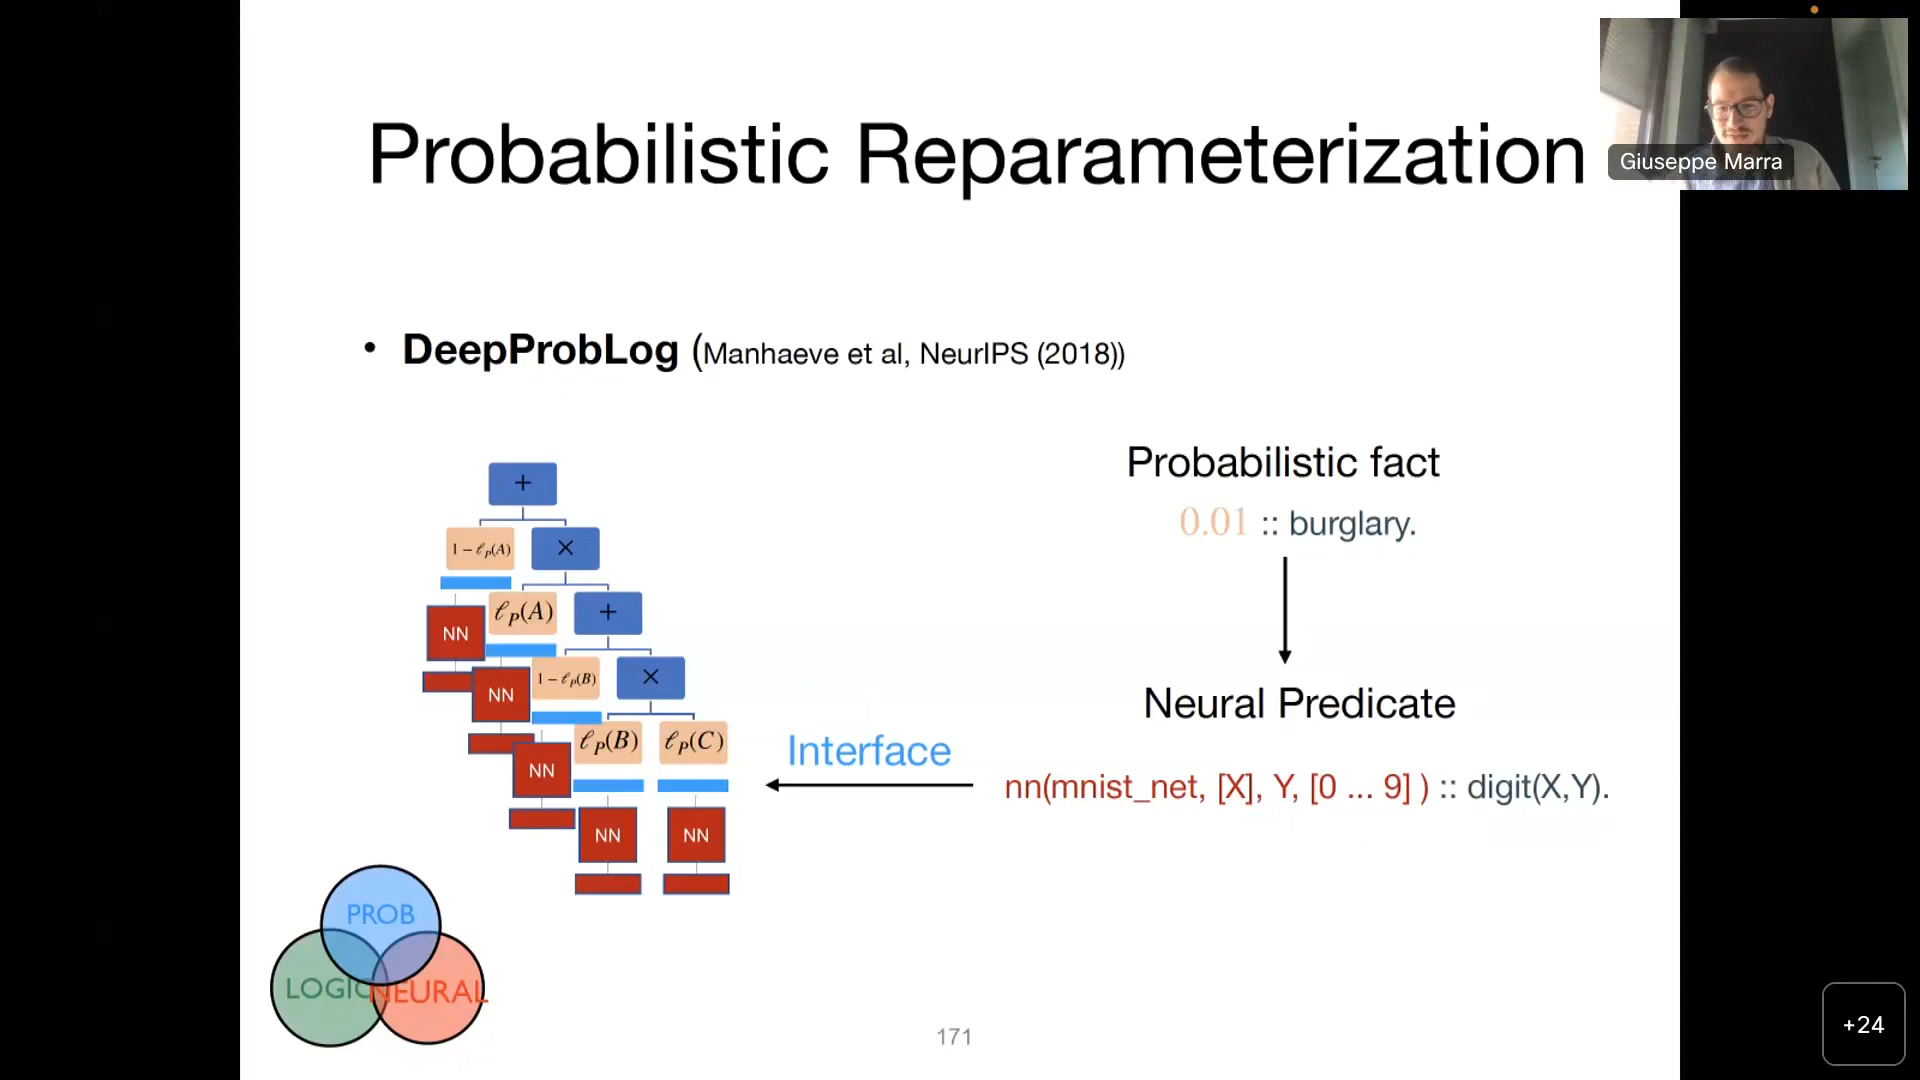 Probabilistic Reparameterization
Giuseppe Marra
• DeepProbLog (Manhaeve et al, NeurIPS (2018))
+
1 − ℓP(A)
×
NN
ℓP(A)
+
NN
1 − ℓP(B)
×
NN
ℓP(B)
ℓP(C)
NN
NN
Probabilistic fact
0.01 :: burglary.
Neural Predicate
Interface
nn(mnist_net, [X], Y, [0 ... 9] ) :: digit(X,Y).
PROB
LOGIC
NEURAL
171
+24